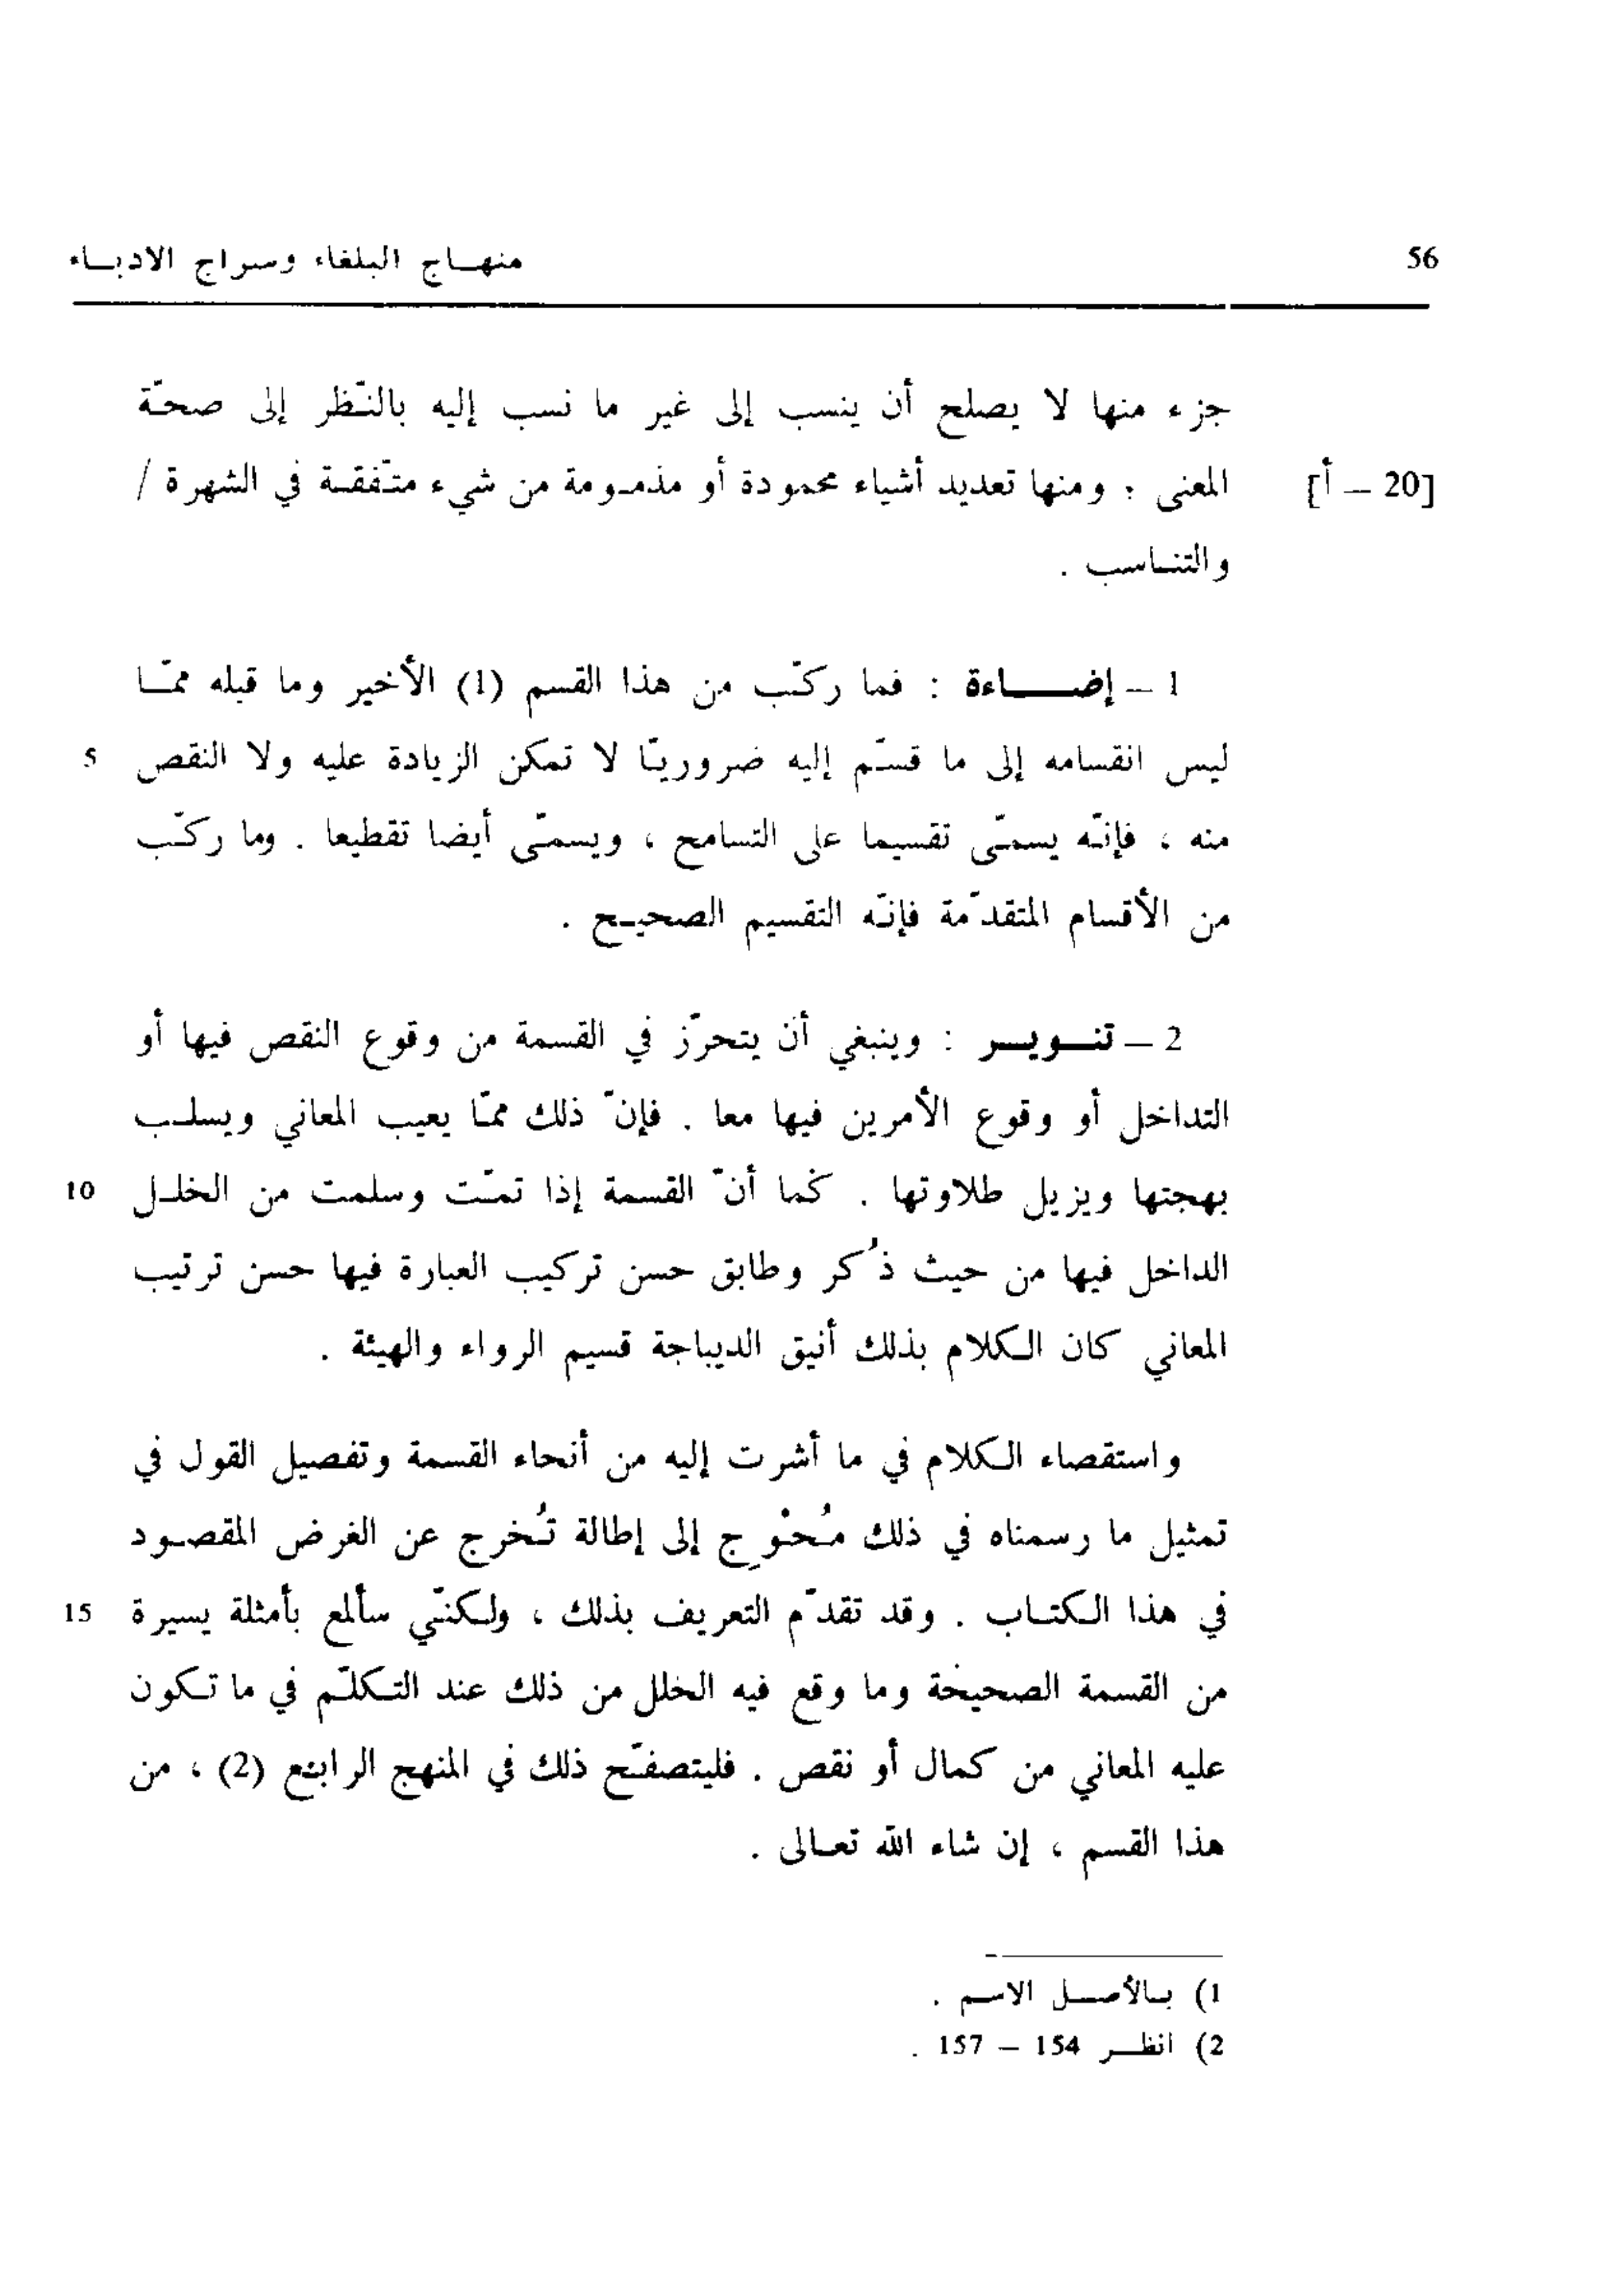 56 منهـاج البلغاء وسراج الادبـاء
جزء منها لا يصلح أن ينسب إلى غير ما نسب إليه بالنّظر إلى صحّة
[20 – أ] المعنى ؛ ومنها تعديد أشياء محمودة أو مذمومة من شيء متّفقة في الشهرة /
والتناسب .
1 – إضـــاءة : فما ركّب من هذا القسم (1) الأخير وما قبله ممّا
ليس انقسامه إلى ما قسّم إليه ضروريّا لا تمكن الزيادة عليه ولا النقص 5
منه ، فإنّه يسمّى تقسيما على التسامح ، ويسمّى أيضا تقطيعا . وما ركّب
من الأقسام المتقدّمة فإنّه التقسيم الصحيح .
2 – تنـويـر : وينبغي أن يتحرّز في القسمة من وقوع النقص فيها أو
التداخل أو وقوع الأمرين فيها معا . فإنّ ذلك ممّا يعيب المعاني ويسلب
بهجتها ويزيل طلاوتها . كما أنّ القسمة إذا تمّت وسلمت من الخلل 10
الداخل فيها من حيث ذُكر وطابق حسن تركيب العبارة فيها حسن ترتيب
المعاني كان الكلام بذلك أنيق الديباجة قسيم الرواء والهيئة .
واستقصاء الكلام في ما أشرت إليه من أنحاء القسمة وتفصيل القول في
تمثيل ما رسمناه في ذلك مُحْوِج إلى إطالة تُخرج عن الغرض المقصود
في هذا الكتاب . وقد تقدّم التعريف بذلك ، ولكنّي سألمع بأمثلة يسيرة 15
من القسمة الصحيحة وما وقع فيه الخلل من ذلك عند التكلّم في ما تكون
عليه المعاني من كمال أو نقص . فليتصفّح ذلك في المنهج الرابع (2) ، من
هذا القسم ، إن شاء الله تعالى .
1) بـالأصـل الاسـم .
2) انظـر 154 – 157 .